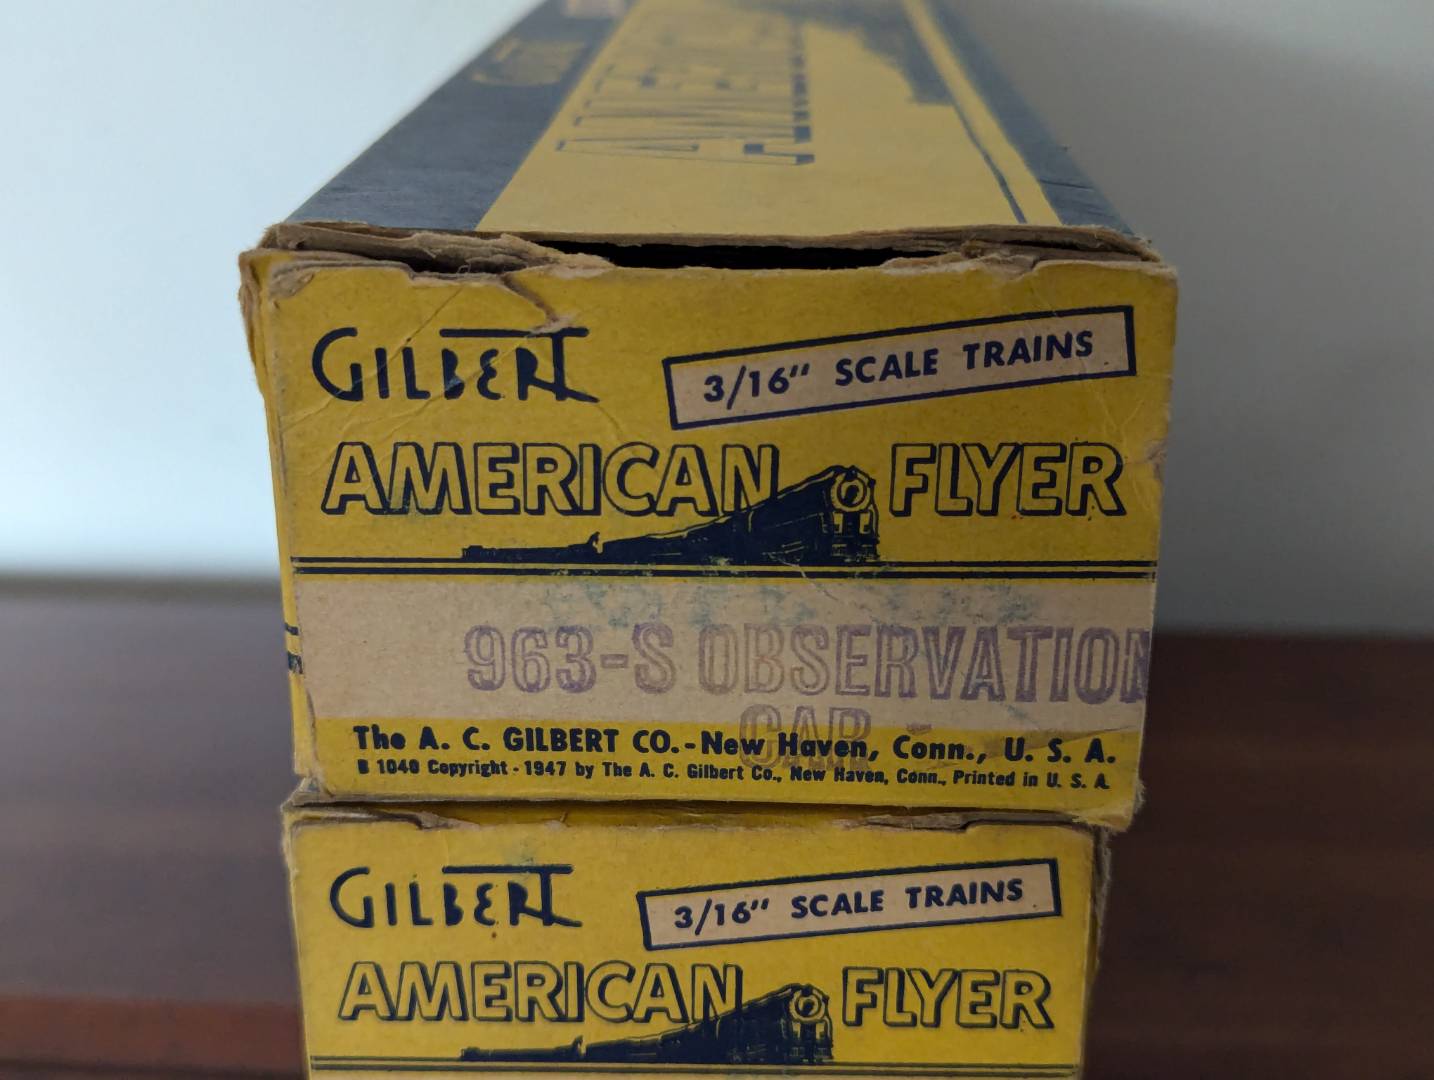 AMERICAN
GILBERT
3/16" SCALE TRAINS
AMERICAN FLYER
963-S OBSERVATION
CAR
The A. C. GILBERT CO.-New Haven, Conn., U. S. A.
B 1040 Copyright - 1947 by The A. C. Gilbert Co., New Haven, Conn., Printed in U. S. A.
GILBERT
3/16" SCALE TRAINS
AMERICAN FLYER